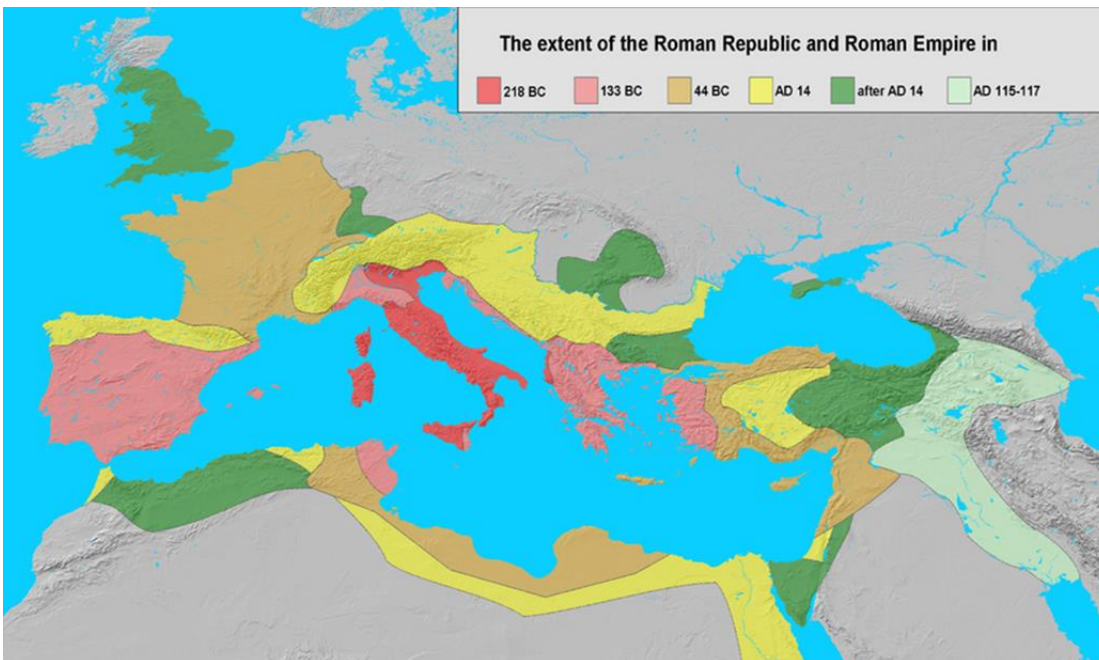 The extent of the Roman Republic and Roman Empire in
218 BC 133 BC 44 BC AD 14 after AD 14 AD 115-117